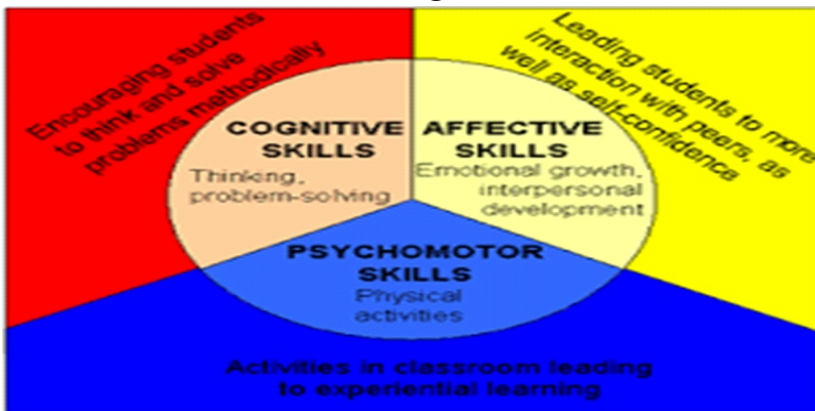 Encouraging students
to think and solve
problems methodically
Leading students to more
interaction with peers, as
well as self-confidence
COGNITIVE
SKILLS
Thinking,
problem-solving
AFFECTIVE
SKILLS
Emotional growth,
interpersonal
development
PSYCHOMOTOR
SKILLS
Physical
activities
Activities in classroom leading
to experiential learning